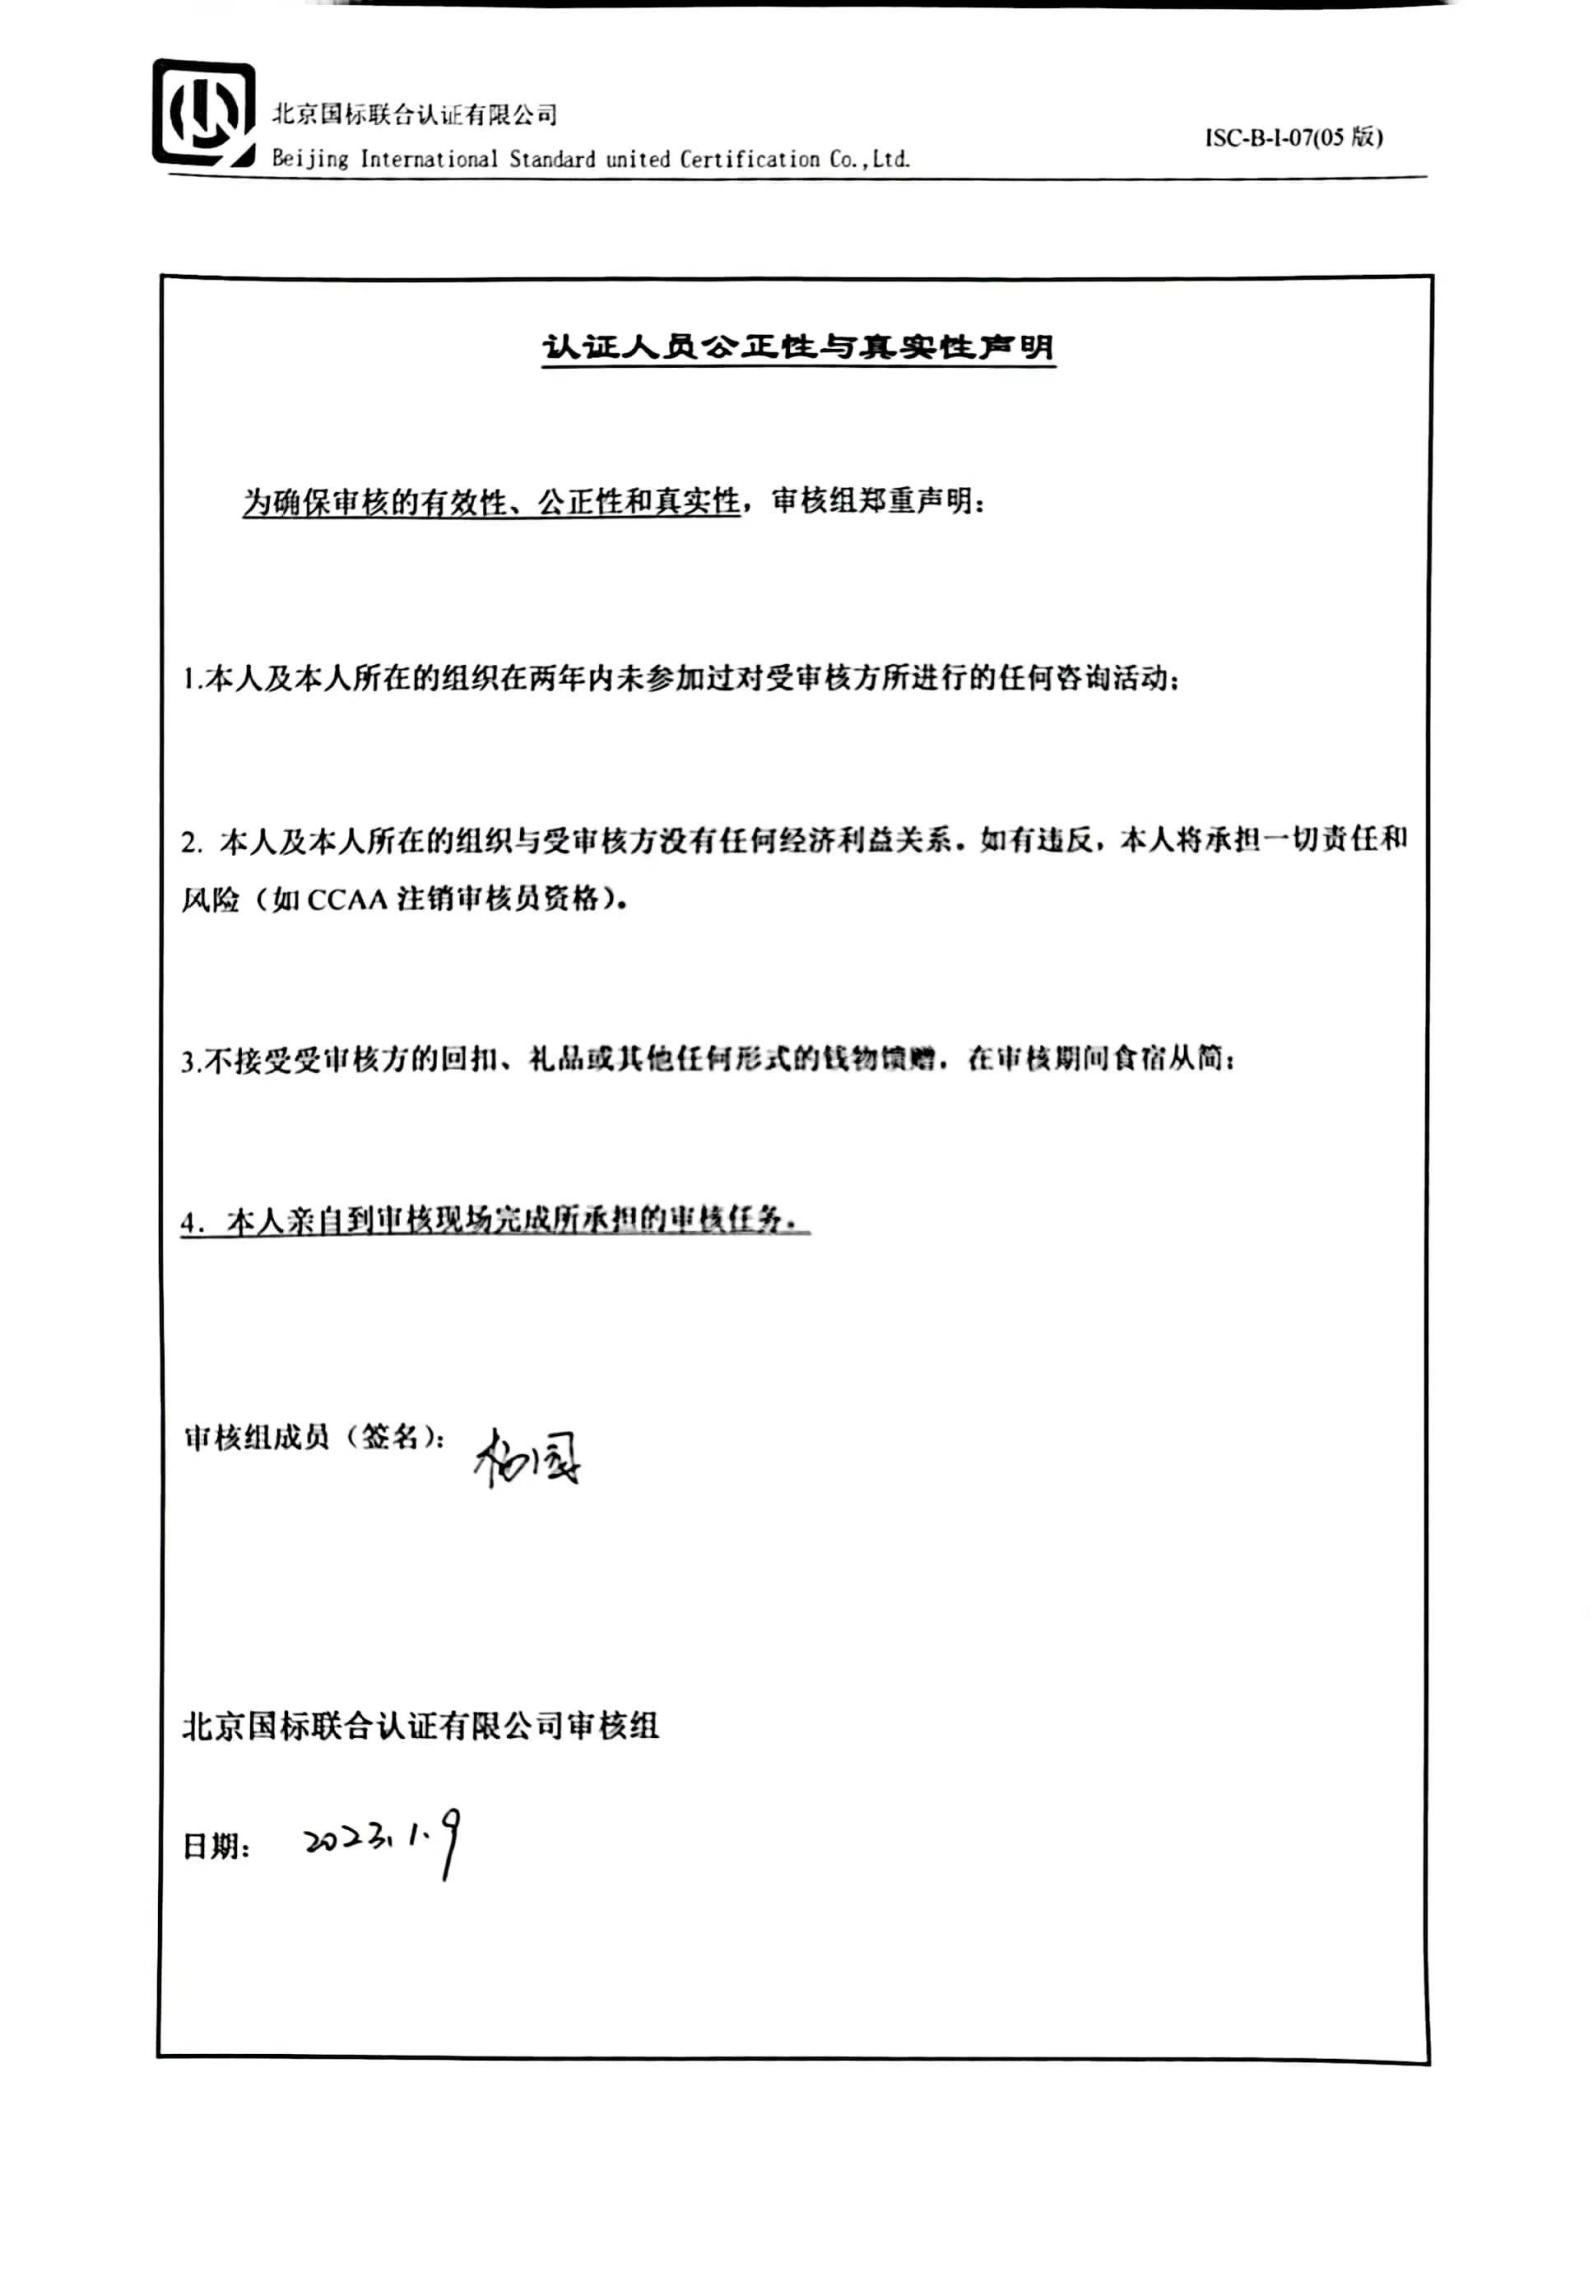 北京国标联合认证有限公司
ISC-B-I-07(05 版)
Beijing International Standard united Certification Co.,Ltd.
认证人员公正性与真实性声明
为确保审核的有效性、公正性和真实性，审核组郑重声明：
1.本人及本人所在的组织在两年内未参加过对受审核方所进行的任何咨询活动；
2. 本人及本人所在的组织与受审核方没有任何经济利益关系。如有违反，本人将承担一切责任和
风险（如 CCAA 注销审核员资格）。
3.不接受受审核方的回扣、礼品或其他任何形式的钱物馈赠，在审核期间食宿从简；
4. 本人亲自到审核现场完成所承担的审核任务。
审核组成员（签名）：
北京国标联合认证有限公司审核组
日期： 2023.1.9